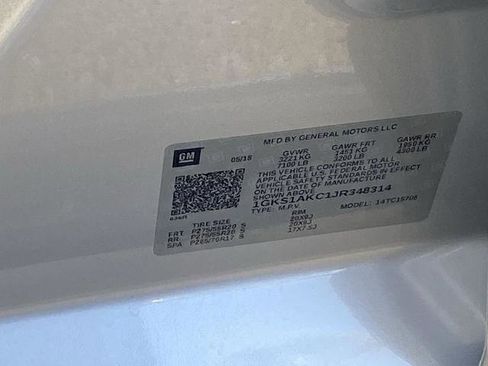 MFD BY GENERAL MOTORS LLC
GM 05/18 GVWR GAWR FRT GAWR RR
3221 KG 1451 KG 1950 KG
7100 LB 3200 LB 4300 LB
THIS VEHICLE CONFORMS TO ALL
APPLICABLE U.S. FEDERAL MOTOR
VEHICLE SAFETY STANDARDS IN EFFECT
ON THE DATE OF MANUFACTURE
SHOWN ABOVE
1GKS1AKC1JR348314
TYPE: M.P.V. MODEL: 14TC15706
TIRE SIZE RIM
FRT P275/55R20 S 20X9J
RR P275/55R20 S 20X9J
SPA P265/70R17 S 17X7.5J